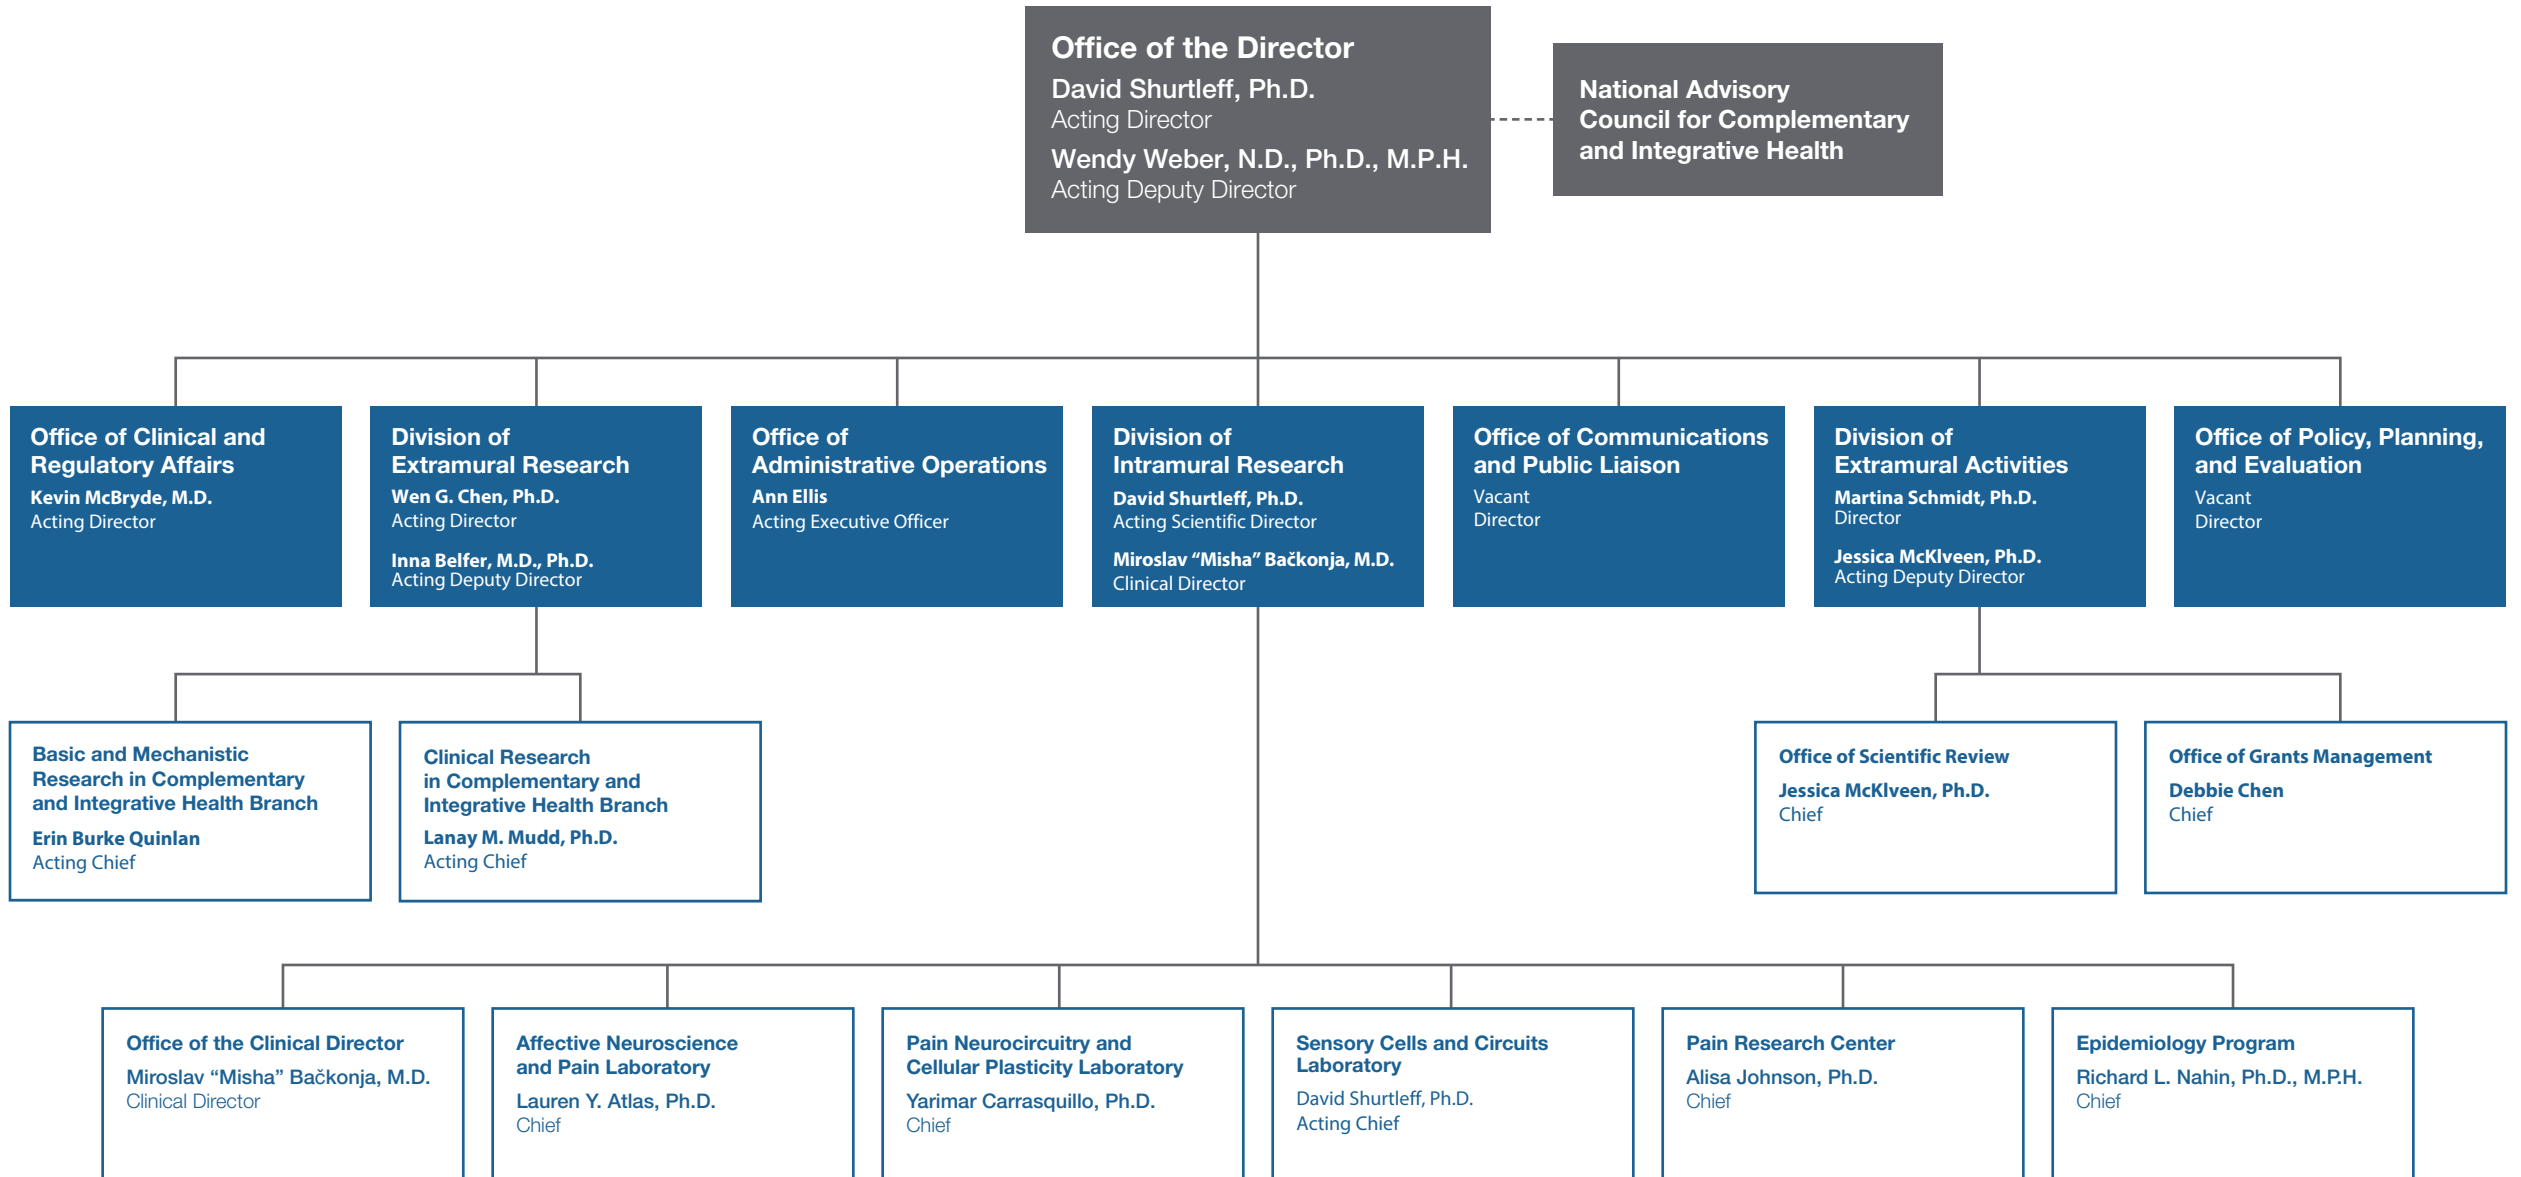 Office of the Director
David Shurtleff, Ph.D.
Acting Director
Wendy Weber, N.D., Ph.D., M.P.H.
Acting Deputy Director
National Advisory
Council for Complementary
and Integrative Health
Office of Clinical and
Regulatory Affairs
Kevin McBryde, M.D.
Acting Director
Division of
Extramural Research
Wen G. Chen, Ph.D.
Acting Director
Inna Belfer, M.D., Ph.D.
Acting Deputy Director
Office of
Administrative Operations
Ann Ellis
Acting Executive Officer
Division of
Intramural Research
David Shurtleff, Ph.D.
Acting Scientific Director
Miroslav “Misha” Bačkonja, M.D.
Clinical Director
Office of Communications
and Public Liaison
Vacant
Director
Division of
Extramural Activities
Martina Schmidt, Ph.D.
Director
Jessica McKlveen, Ph.D.
Acting Deputy Director
Office of Policy, Planning,
and Evaluation
Vacant
Director
Basic and Mechanistic
Research in Complementary
and Integrative Health Branch
Erin Burke Quinlan
Acting Chief
Clinical Research
in Complementary and
Integrative Health Branch
Lanay M. Mudd, Ph.D.
Acting Chief
Office of Scientific Review
Jessica McKlveen, Ph.D.
Chief
Office of Grants Management
Debbie Chen
Chief
Office of the Clinical Director
Miroslav “Misha” Bačkonja, M.D.
Clinical Director
Affective Neuroscience
and Pain Laboratory
Lauren Y. Atlas, Ph.D.
Chief
Pain Neurocircuitry and
Cellular Plasticity Laboratory
Yarimar Carrasquillo, Ph.D.
Chief
Sensory Cells and Circuits
Laboratory
David Shurtleff, Ph.D.
Acting Chief
Pain Research Center
Alisa Johnson, Ph.D.
Chief
Epidemiology Program
Richard L. Nahin, Ph.D., M.P.H.
Chief